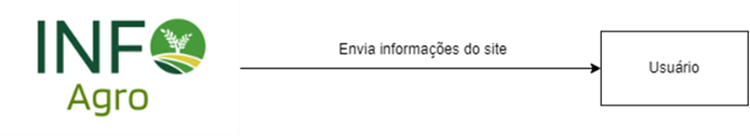 INFO
Agro
Envia informações do site
Usuário